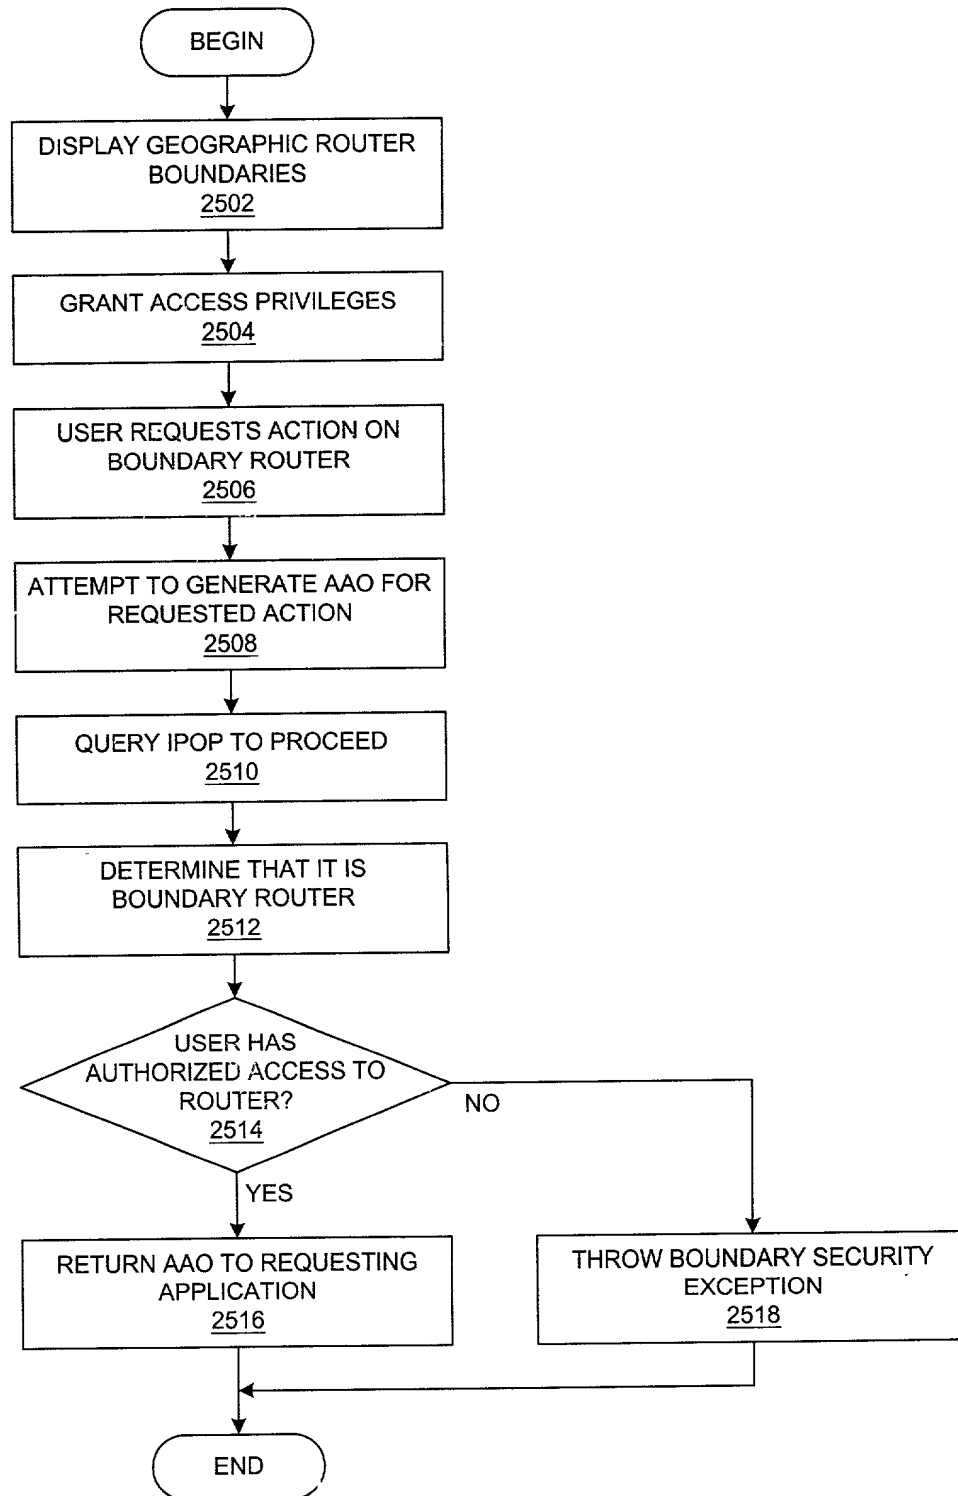 BEGIN
DISPLAY GEOGRAPHIC ROUTER
BOUNDARIES
2502
GRANT ACCESS PRIVILEGES
2504
USER REQUESTS ACTION ON
BOUNDARY ROUTER
2506
ATTEMPT TO GENERATE AAO FOR
REQUESTED ACTION
2508
QUERY IPOP TO PROCEED
2510
DETERMINE THAT IT IS
BOUNDARY ROUTER
2512
USER HAS
AUTHORIZED ACCESS TO
ROUTER?
2514
NO
YES
RETURN AAO TO REQUESTING
APPLICATION
2516
THROW BOUNDARY SECURITY
EXCEPTION
2518
END